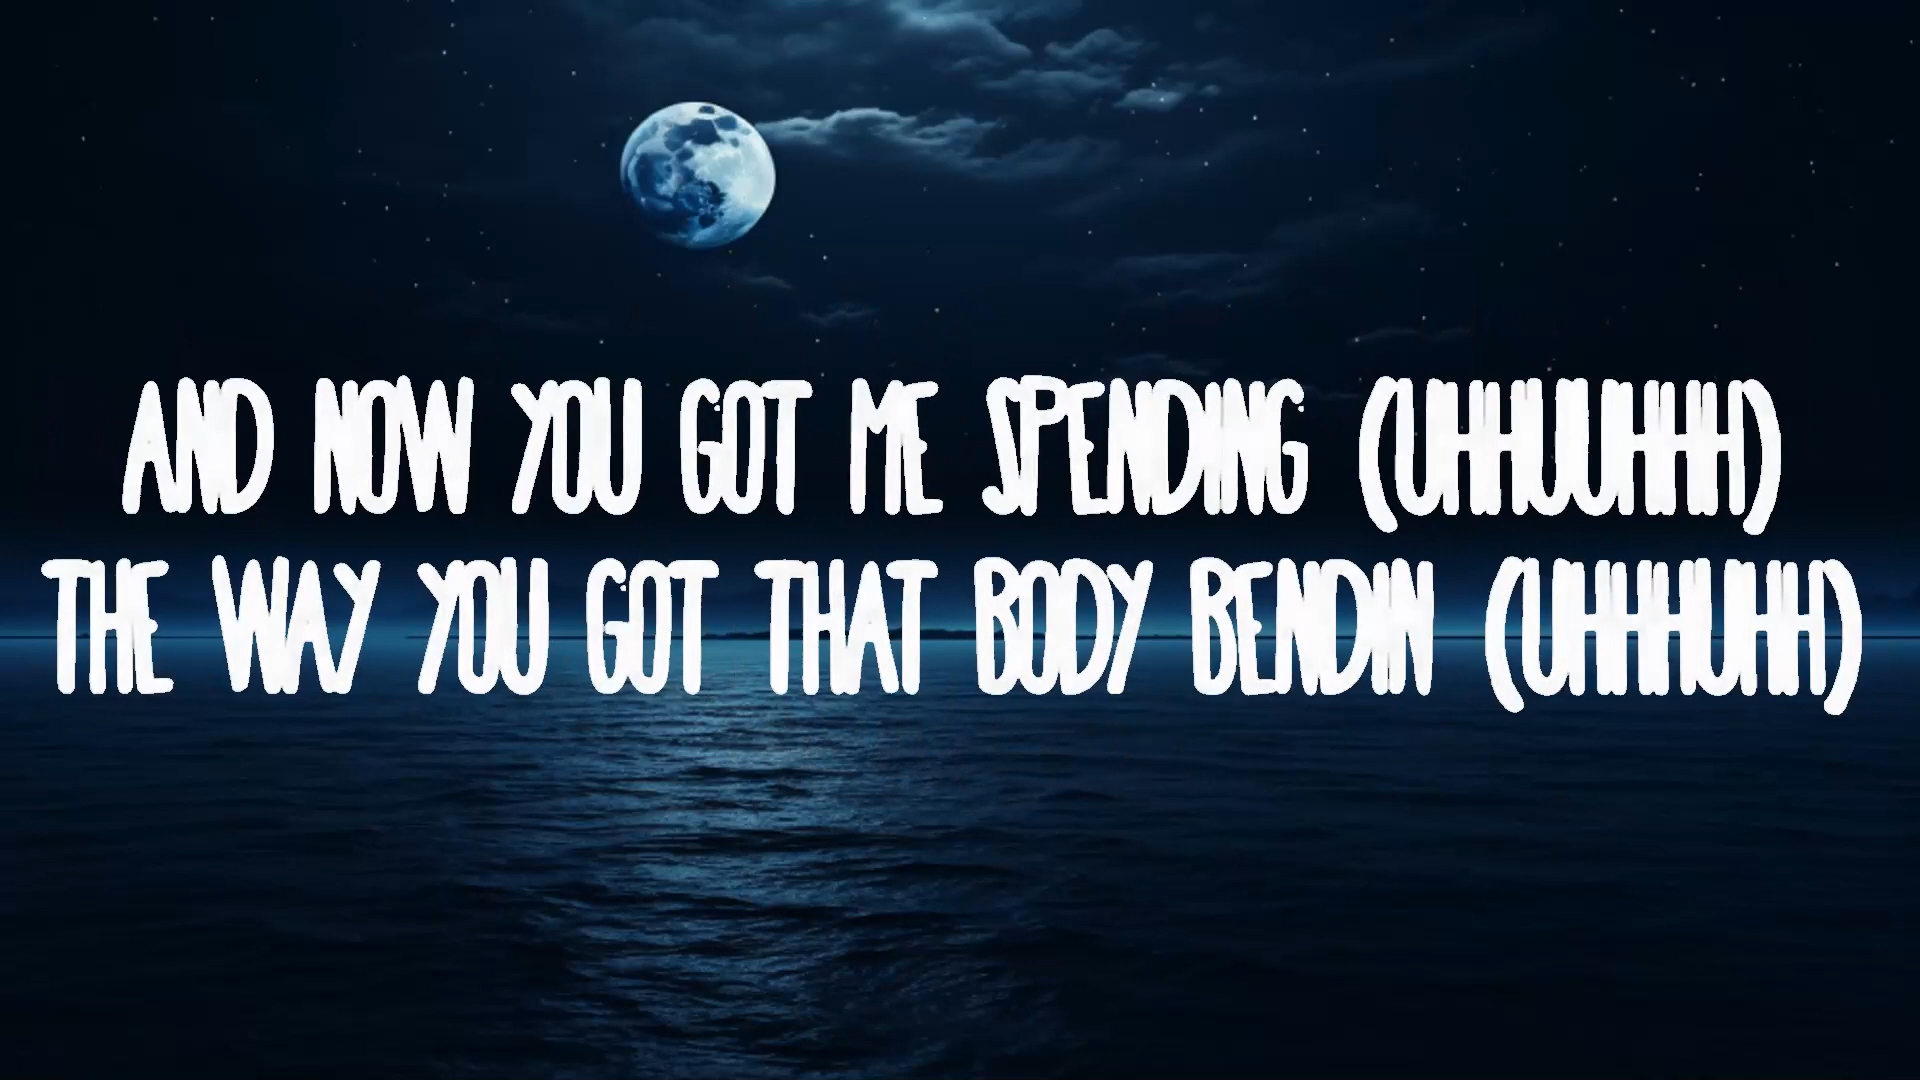 AND NOW YOU GOT ME SPENDING (UHHUUHHH)
THE WAY YOU GOT THAT BODY BENDIN (UHHHUHH)